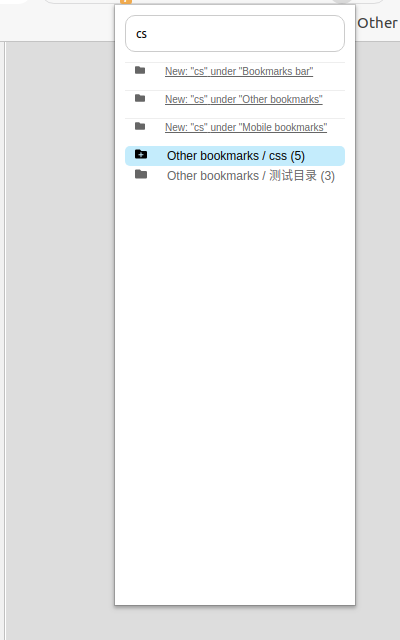 Other
cs
New: "cs" under "Bookmarks bar"
New: "cs" under "Other bookmarks"
New: "cs" under "Mobile bookmarks"
Other bookmarks / css (5)
Other bookmarks / 测试目录 (3)